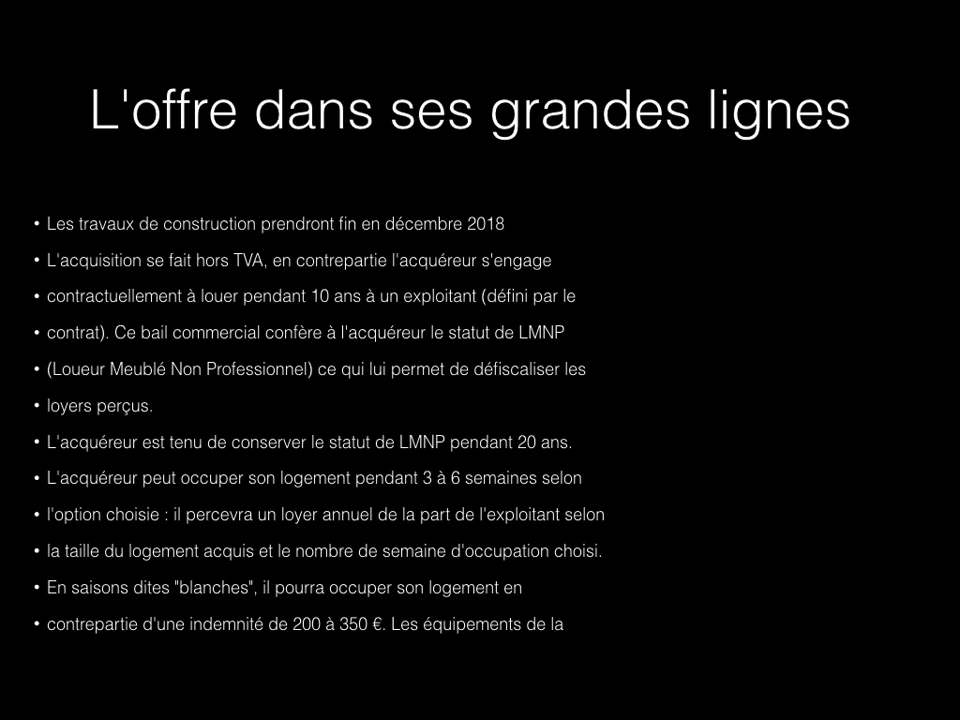 L'offre dans ses grandes lignes
• Les travaux de construction prendront fin en décembre 2018
• L'acquisition se fait hors TVA, en contrepartie l'acquéreur s'engage
• contractuellement à louer pendant 10 ans à un exploitant (défini par le
• contrat). Ce bail commercial confère à l'acquéreur le statut de LMNP
• (Loueur Meublé Non Professionnel) ce qui lui permet de défiscaliser les
• loyers perçus.
• L'acquéreur est tenu de conserver le statut de LMNP pendant 20 ans.
• L'acquéreur peut occuper son logement pendant 3 à 6 semaines selon
• l'option choisie : il percevra un loyer annuel de la part de l'exploitant selon
• la taille du logement acquis et le nombre de semaine d'occupation choisi.
• En saisons dites "blanches", il pourra occuper son logement en
• contrepartie d'une indemnité de 200 à 350 €. Les équipements de la